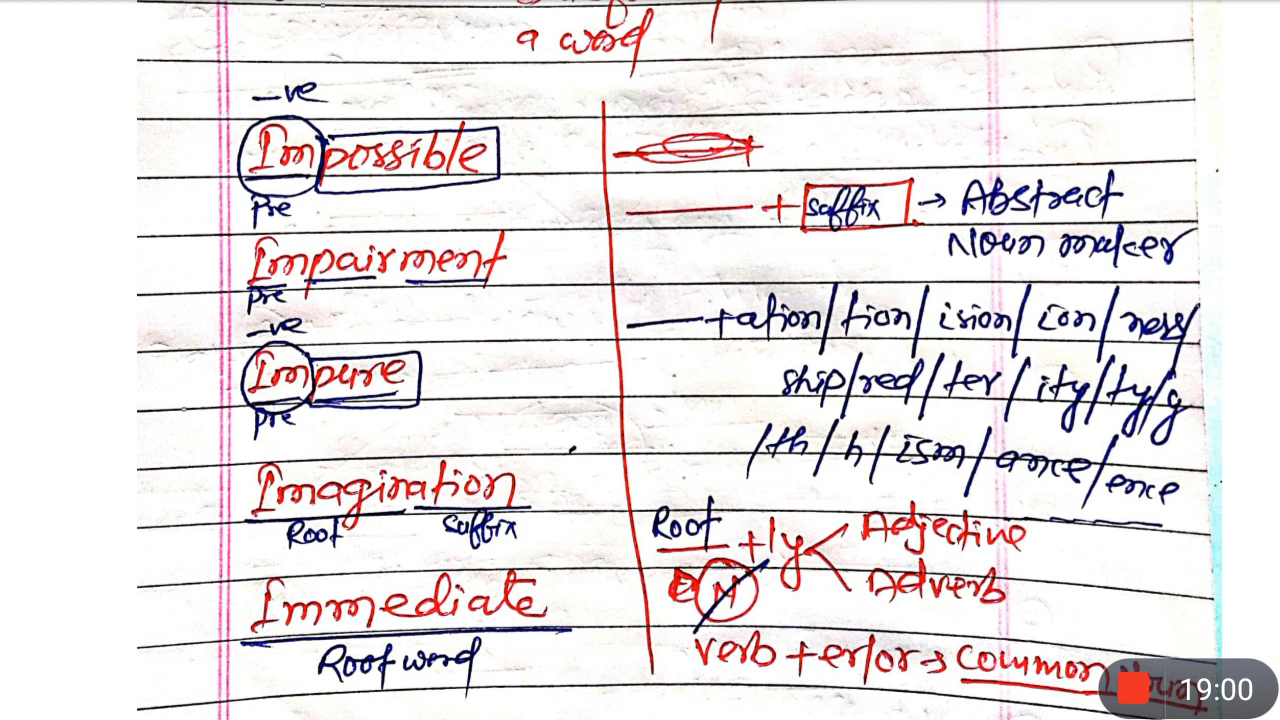 a word
-ve
Impossible
pre
Impairment
pre
-ve
Impure
pre
Imagination
Root suffix
Immediate
Root word
+ suffix → Abstract
Noun maker
+ation/tion/ision/ion/ness/
ship/red/ter/ity/ty/y
/th/h/ism/ance/ence
Root +ly < Adjective
Adverb
N
verb + er/or → Common Noun
19:00